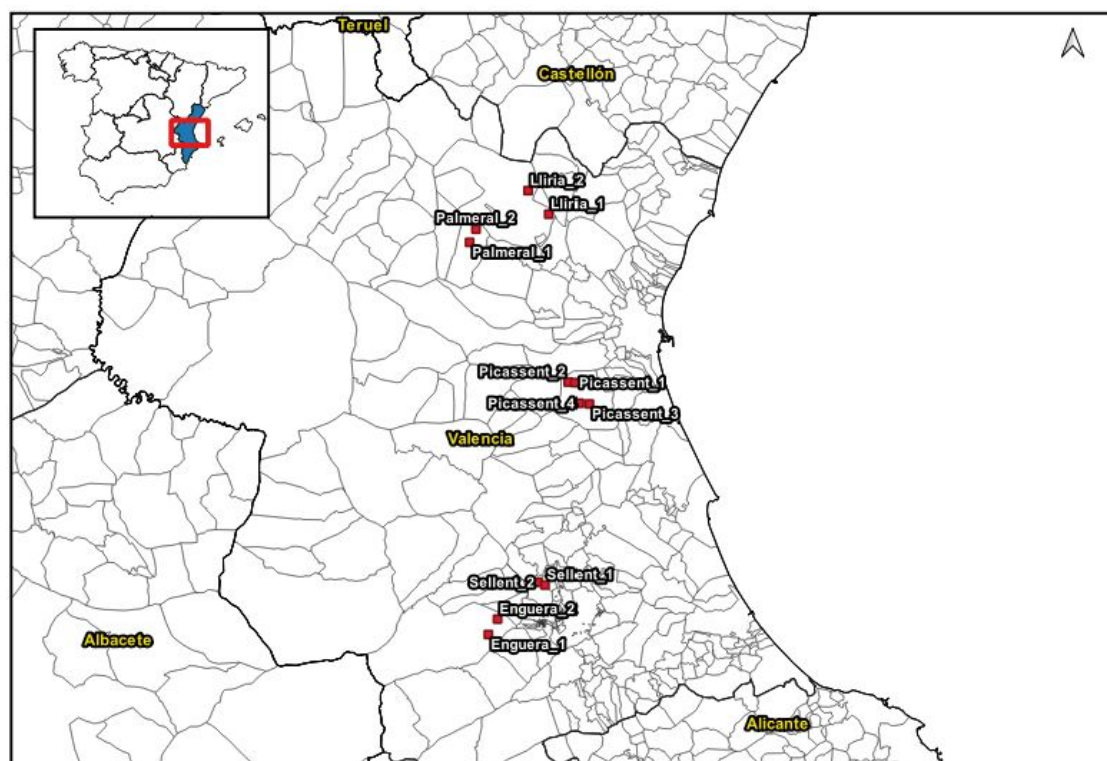 Teruel
Castellón
Lliria_2
Lliria_1
Palmeral_2
Palmeral_1
Picassent_2
Picassent_1
Picassent_4
Picassent_3
Valencia
Sellent_1
Sellent_2
Enguera_2
Enguera_1
Albacete
Alicante